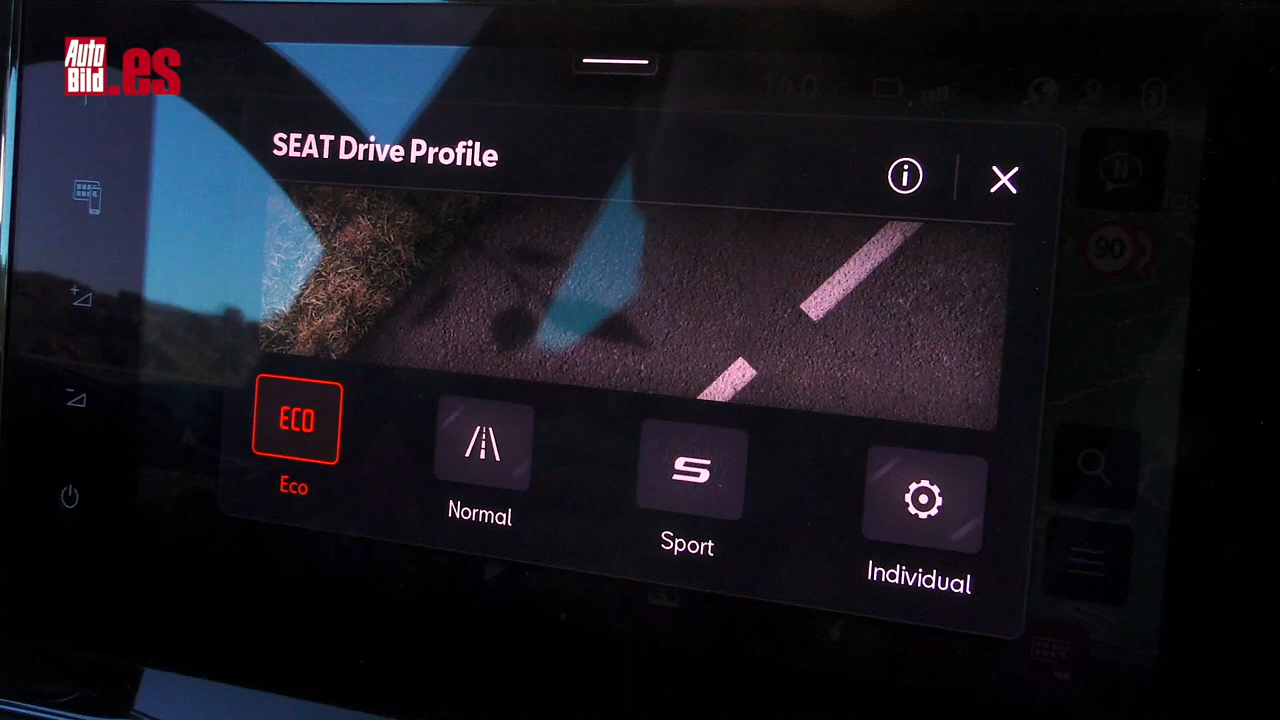 Auto
Bild.es
SEAT Drive Profile
90
ECO
Eco
Normal
S
Sport
Individual